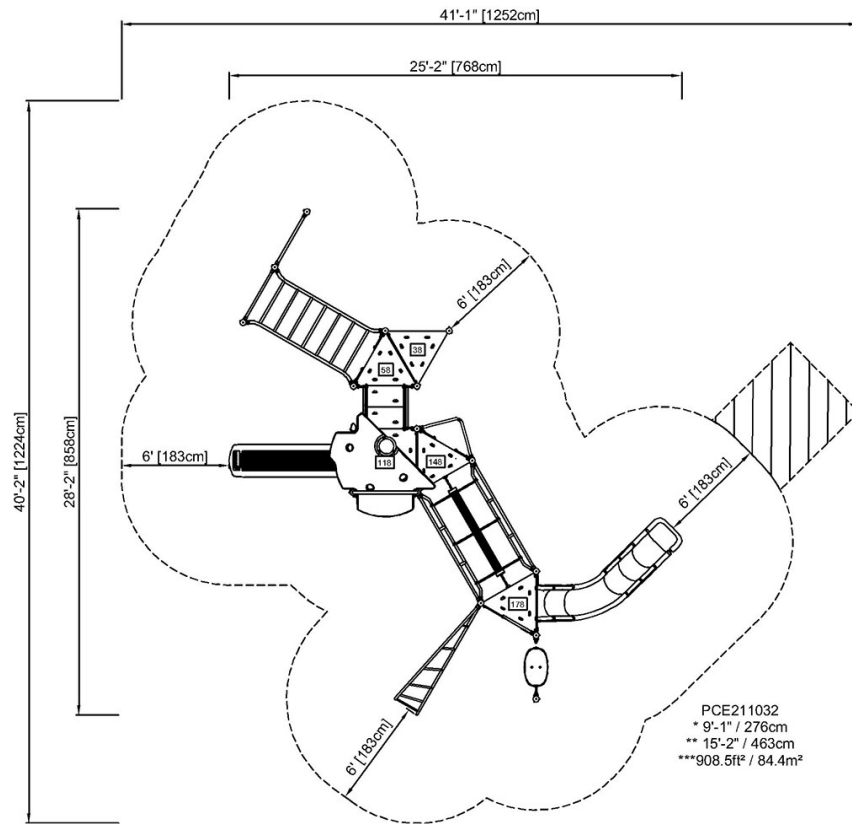 41'-1" [1252cm]
25'-2" [768cm]
40'-2" [1224cm]
28'-2" [858cm]
6' [183cm]
38
58
6' [183cm]
118
148
6' [183cm]
178
6' [183cm]
PCE211032
* 9'-1" / 276cm
** 15'-2" / 463cm
***908.5ft² / 84.4m²